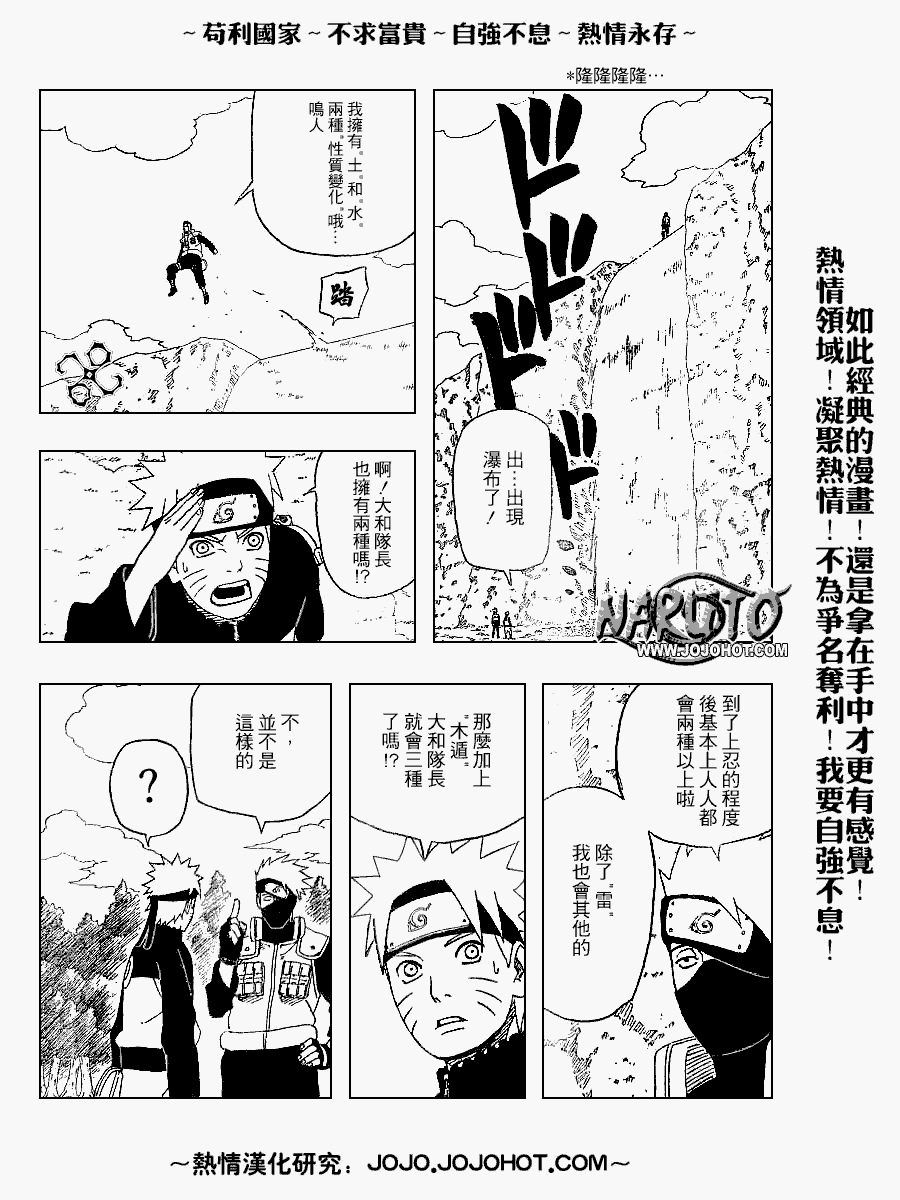 ~苟利國家~不求富貴~自強不息~熱情永存~
*隆隆隆隆…
ドドドド
出…出現
瀑布了！
NARUTO
WWW.JOJOHOT.COM
我擁有"土"和"水"
兩種"性質變化"哦…
鳴人
踏
啊！大和隊長
也擁有兩種嗎!?
到了上忍的程度
後基本上人人都
會兩種以上啦
除了"雷"
我也會其他的
那麼加上
"木遁"
大和隊長
就會三種
了嗎!?
不，
並不是
這樣的
？
如此經典的漫畫！還是拿在手中才更有感覺！
熱情領域！凝聚熱情！不為爭名奪利！我要自強不息！
~熱情漢化研究：JOJO.JOJOHOT.COM~